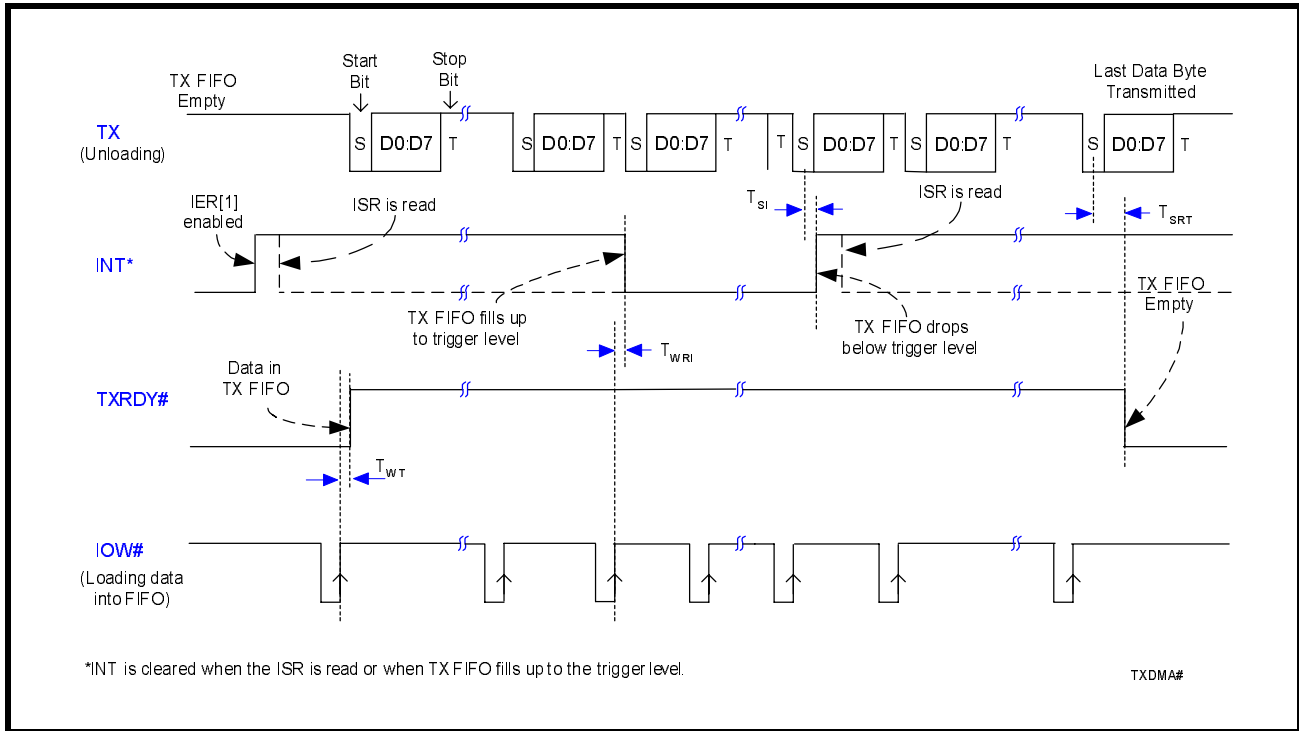 TX FIFO
Empty
Start
Bit
Stop
Bit
Last Data Byte
Transmitted
TX
(Unloading)
S D0:D7 T S D0:D7 T S D0:D7 T T S D0:D7 T S D0:D7 T S D0:D7 T
IER[1]
enabled
ISR is read
TSI
ISR is read
TSRT
INT*
TX FIFO fills up
to trigger level
TX FIFO drops
below trigger level
TX FIFO
Empty
TWRI
Data in
TX FIFO
TXRDY#
TWT
IOW#
(Loading data
into FIFO)
*INT is cleared when the ISR is read or when TX FIFO fills up to the trigger level.
TXDMA#